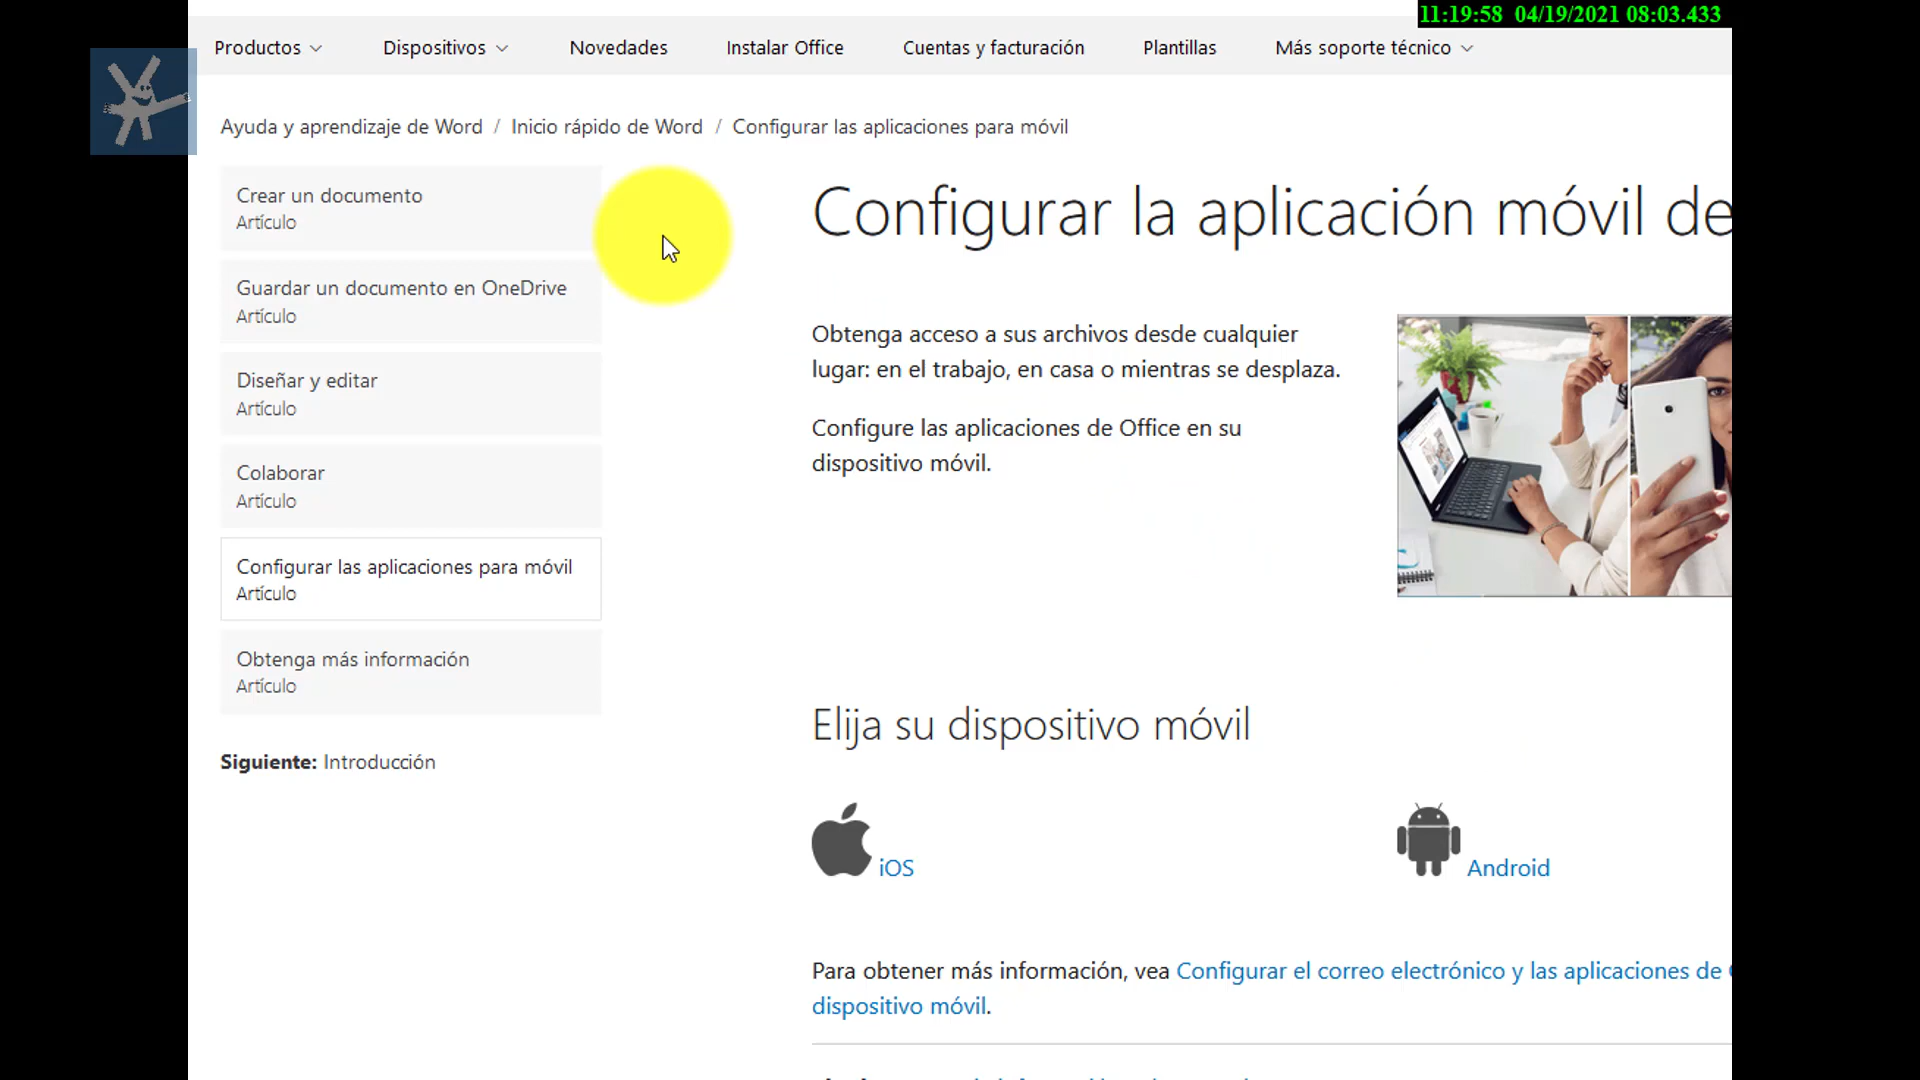 11:19:58 04/19/2021 08:03.433
Productos Dispositivos Novedades Instalar Office Cuentas y facturación Plantillas Más soporte técnico
Ayuda y aprendizaje de Word / Inicio rápido de Word / Configurar las aplicaciones para móvil
Crear un documento
Artículo
Guardar un documento en OneDrive
Artículo
Diseñar y editar
Artículo
Colaborar
Artículo
Configurar las aplicaciones para móvil
Artículo
Obtenga más información
Artículo
Siguiente: Introducción
Configurar la aplicación móvil de
Obtenga acceso a sus archivos desde cualquier
lugar: en el trabajo, en casa o mientras se desplaza.
Configure las aplicaciones de Office en su
dispositivo móvil.
Elija su dispositivo móvil
iOS
Android
Para obtener más información, vea Configurar el correo electrónico y las aplicaciones de
dispositivo móvil.